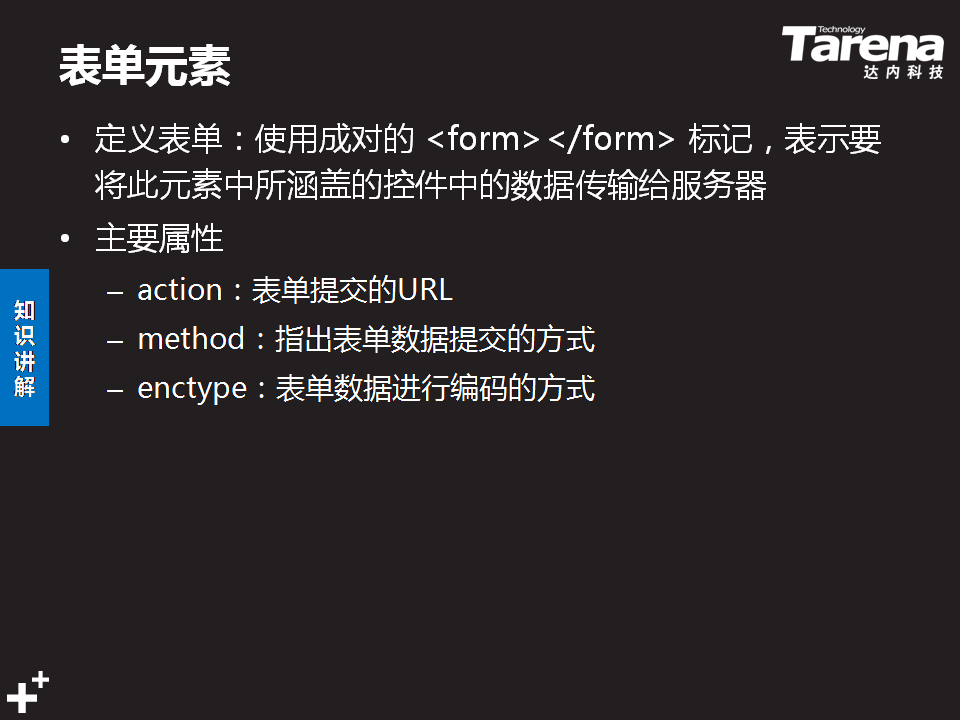 表单元素
Technology
Tarena
达内科技
• 定义表单：使用成对的 <form></form> 标记，表示要
将此元素中所涵盖的控件中的数据传输给服务器
• 主要属性
– action：表单提交的URL
– method：指出表单数据提交的方式
– enctype：表单数据进行编码的方式
知识讲解